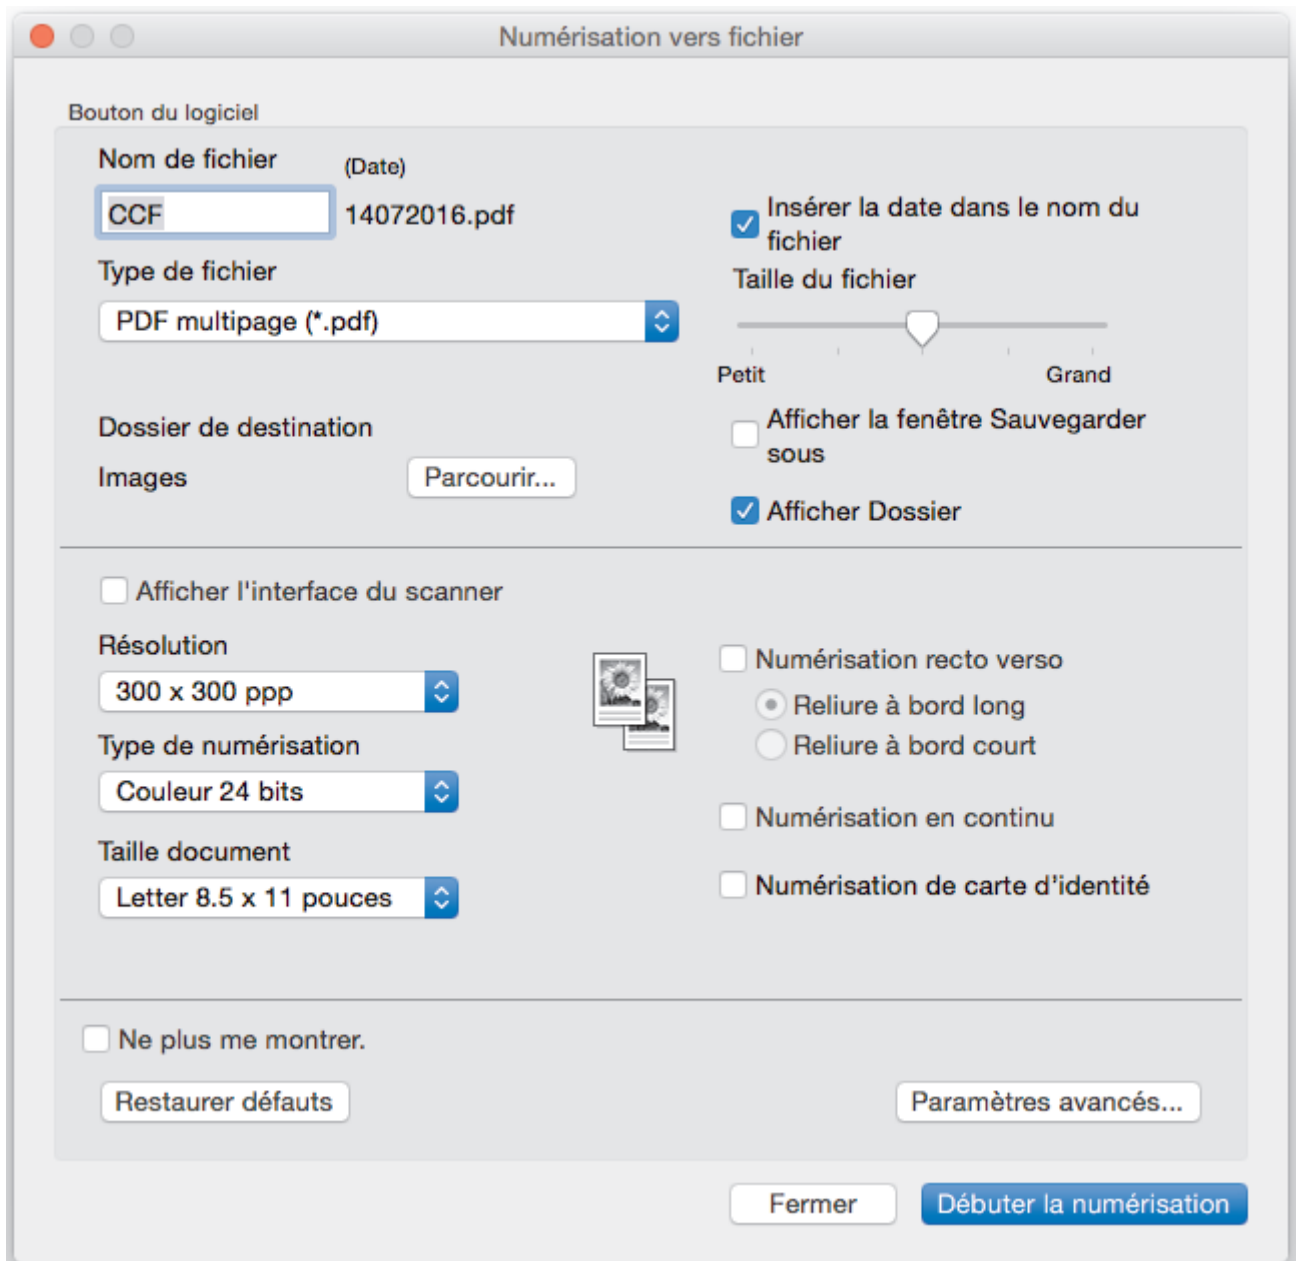 Numérisation vers fichier
Bouton du logiciel
Nom de fichier
(Date)
CCF
14072016.pdf
Insérer la date dans le nom du
fichier
Type de fichier
PDF multipage (*.pdf)
Taille du fichier
Petit
Grand
Dossier de destination
Images
Parcourir...
Afficher la fenêtre Sauvegarder
sous
Afficher Dossier
Afficher l'interface du scanner
Résolution
300 x 300 ppp
Type de numérisation
Couleur 24 bits
Taille document
Letter 8.5 x 11 pouces
Numérisation recto verso
Reliure à bord long
Reliure à bord court
Numérisation en continu
Numérisation de carte d'identité
Ne plus me montrer.
Restaurer défauts
Paramètres avancés...
Fermer
Débuter la numérisation